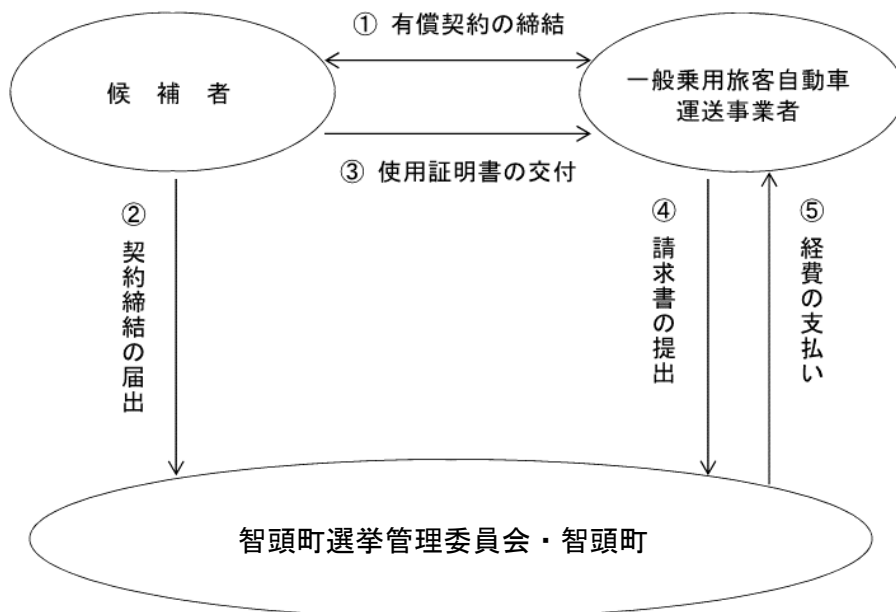 ① 有償契約の締結
候　補　者
一般乗用旅客自動車
運送事業者
③ 使用証明書の交付
② 契約締結の届出
④ 請求書の提出
⑤ 経費の支払い
智頭町選挙管理委員会・智頭町